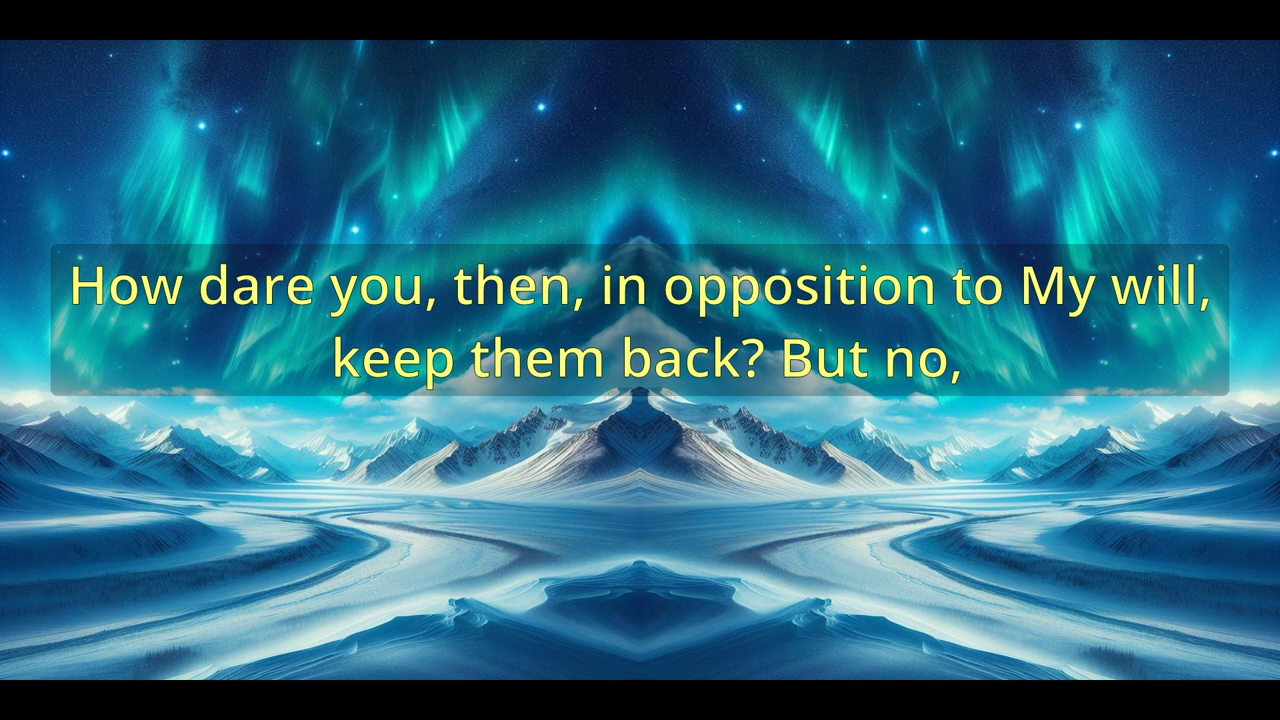 How dare you, then, in opposition to My will,
keep them back? But no,